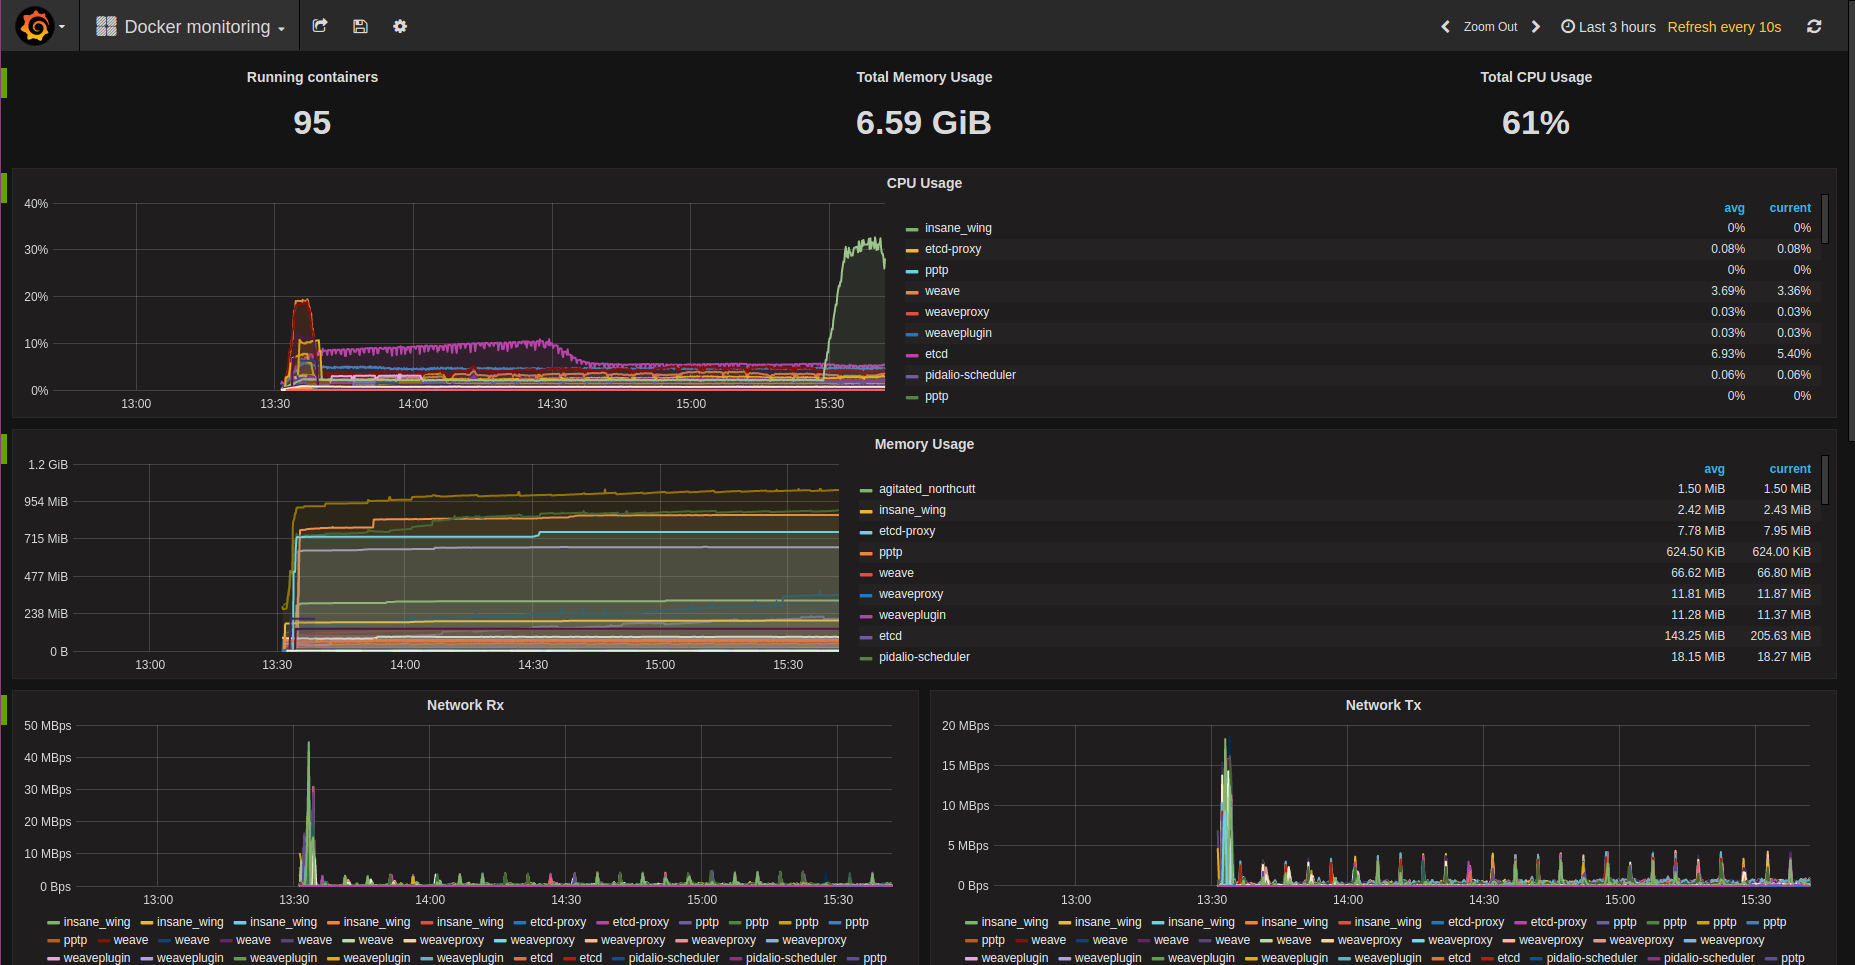 Docker monitoring
Zoom Out Last 3 hours Refresh every 10s
Running containers
95
Total Memory Usage
6.59 GiB
Total CPU Usage
61%
CPU Usage
40%
30%
20%
10%
0%
13:00 13:30 14:00 14:30 15:00 15:30
avg current
insane_wing 0% 0%
etcd-proxy 0.08% 0.08%
pptp 0% 0%
weave 3.69% 3.36%
weaveproxy 0.03% 0.03%
weaveplugin 0.03% 0.03%
etcd 6.93% 5.40%
pidalio-scheduler 0.06% 0.06%
pptp 0% 0%
Memory Usage
1.2 GiB
954 MiB
715 MiB
477 MiB
238 MiB
0 B
13:00 13:30 14:00 14:30 15:00 15:30
avg current
agitated_northcutt 1.50 MiB 1.50 MiB
insane_wing 2.42 MiB 2.43 MiB
etcd-proxy 7.78 MiB 7.95 MiB
pptp 624.50 KiB 624.00 KiB
weave 66.62 MiB 66.80 MiB
weaveproxy 11.81 MiB 11.87 MiB
weaveplugin 11.28 MiB 11.37 MiB
etcd 143.25 MiB 205.63 MiB
pidalio-scheduler 18.15 MiB 18.27 MiB
Network Rx
50 MBps
40 MBps
30 MBps
20 MBps
10 MBps
0 Bps
13:00 13:30 14:00 14:30 15:00 15:30
insane_wing insane_wing insane_wing insane_wing insane_wing etcd-proxy etcd-proxy pptp pptp pptp pptp
pptp weave weave weave weave weave weaveproxy weaveproxy weaveproxy weaveproxy weaveproxy
weaveplugin weaveplugin weaveplugin weaveplugin weaveplugin etcd etcd pidalio-scheduler pidalio-scheduler pptp
Network Tx
20 MBps
15 MBps
10 MBps
5 MBps
0 Bps
13:00 13:30 14:00 14:30 15:00 15:30
insane_wing insane_wing insane_wing insane_wing insane_wing etcd-proxy etcd-proxy pptp pptp pptp pptp
pptp weave weave weave weave weave weaveproxy weaveproxy weaveproxy weaveproxy weaveproxy
weaveplugin weaveplugin weaveplugin weaveplugin weaveplugin etcd etcd pidalio-scheduler pidalio-scheduler pptp